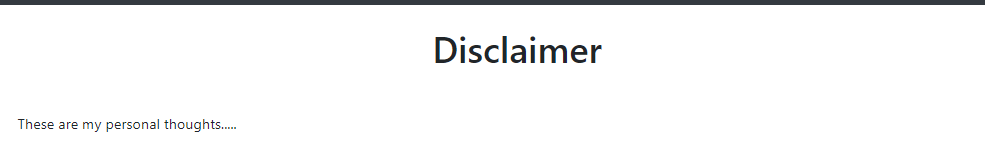 Disclaimer
These are my personal thoughts.....